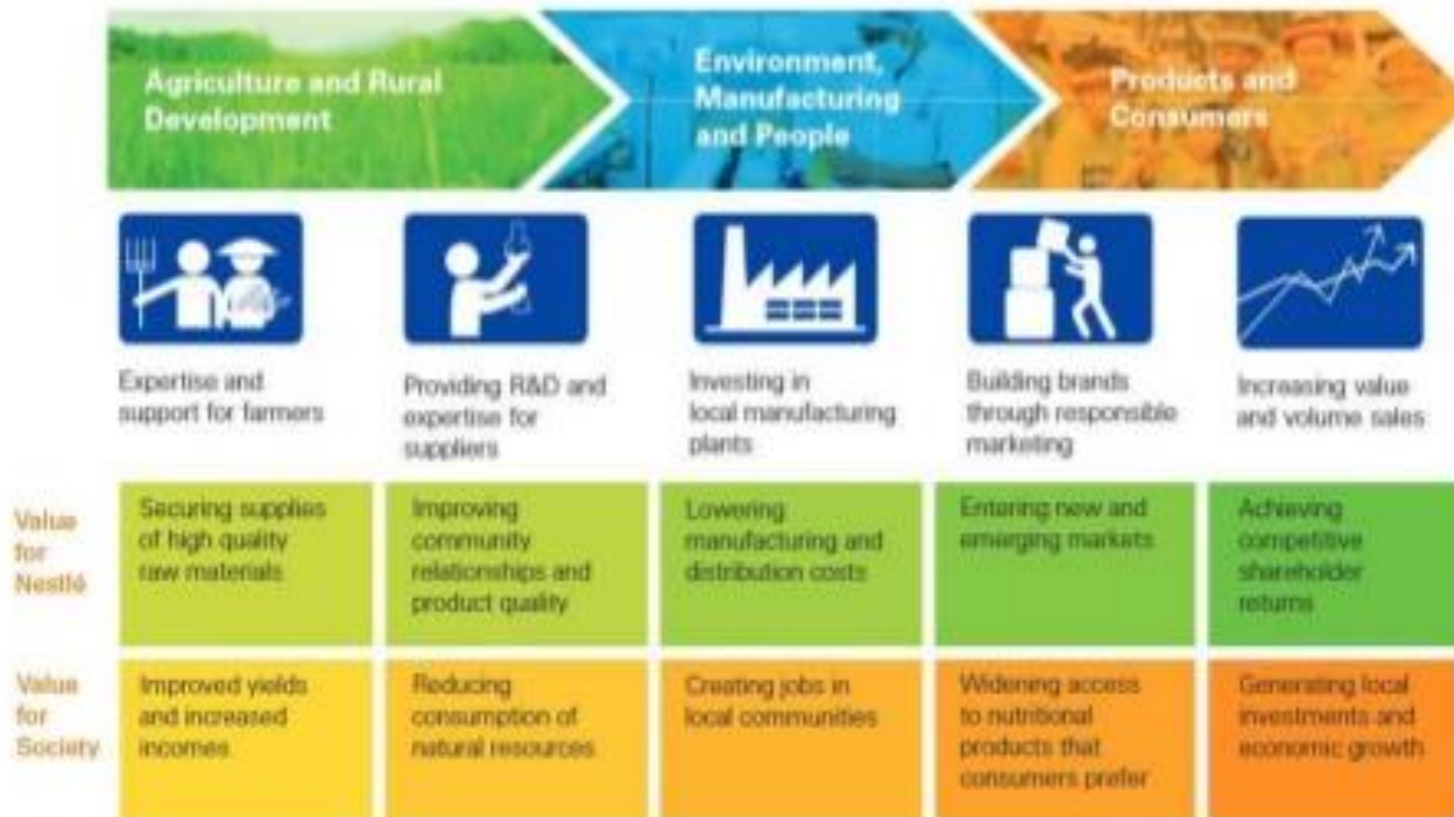 Agriculture and Rural
Development
Environment,
Manufacturing
and People
Products and
Consumers
Expertise and
support for farmers
Providing R&D and
expertise for
suppliers
Investing in
local manufacturing
plants
Building brands
through responsible
marketing
Increasing value
and volume sales
Value
for
Nestlé
Securing supplies
of high quality
raw materials
Improving
community
relationships and
product quality
Lowering
manufacturing and
distribution costs
Entering new and
emerging markets
Achieving
competitive
shareholder
returns
Value
for
Society
Improved yields
and increased
incomes
Reducing
consumption of
natural resources
Creating jobs in
local communities
Widening access
to nutritional
products that
consumers prefer
Generating local
investments and
economic growth